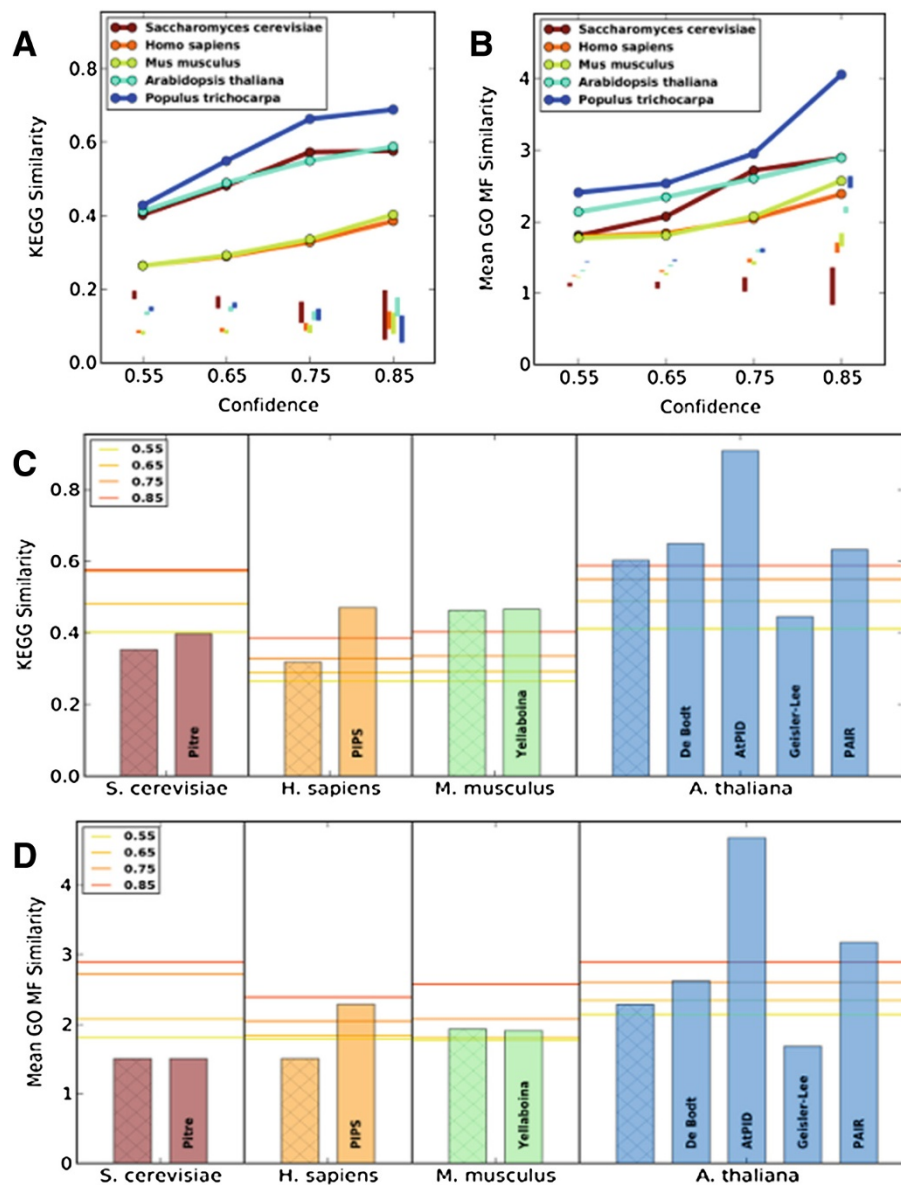 A
Saccharomyces cerevisiae
Homo sapiens
Mus musculus
Arabidopsis thaliana
Populus trichocarpa
KEGG Similarity
0.8
0.6
0.4
0.2
0.0
0.55 0.65 0.75 0.85
Confidence
B
Saccharomyces cerevisiae
Homo sapiens
Mus musculus
Arabidopsis thaliana
Populus trichocarpa
Mean GO MF Similarity
4
3
2
1
0
0.55 0.65 0.75 0.85
Confidence
C
0.55
0.65
0.75
0.85
KEGG Similarity
0.8
0.6
0.4
0.2
0.0
Pitre
PIPS
Yellaboina
De Bodt
AtPID
Geisler-Lee
PAIR
S. cerevisiae H. sapiens M. musculus A. thaliana
D
0.55
0.65
0.75
0.85
Mean GO MF Similarity
4
3
2
1
0
Pitre
PIPS
Yellaboina
De Bodt
AtPID
Geisler-Lee
PAIR
S. cerevisiae H. sapiens M. musculus A. thaliana